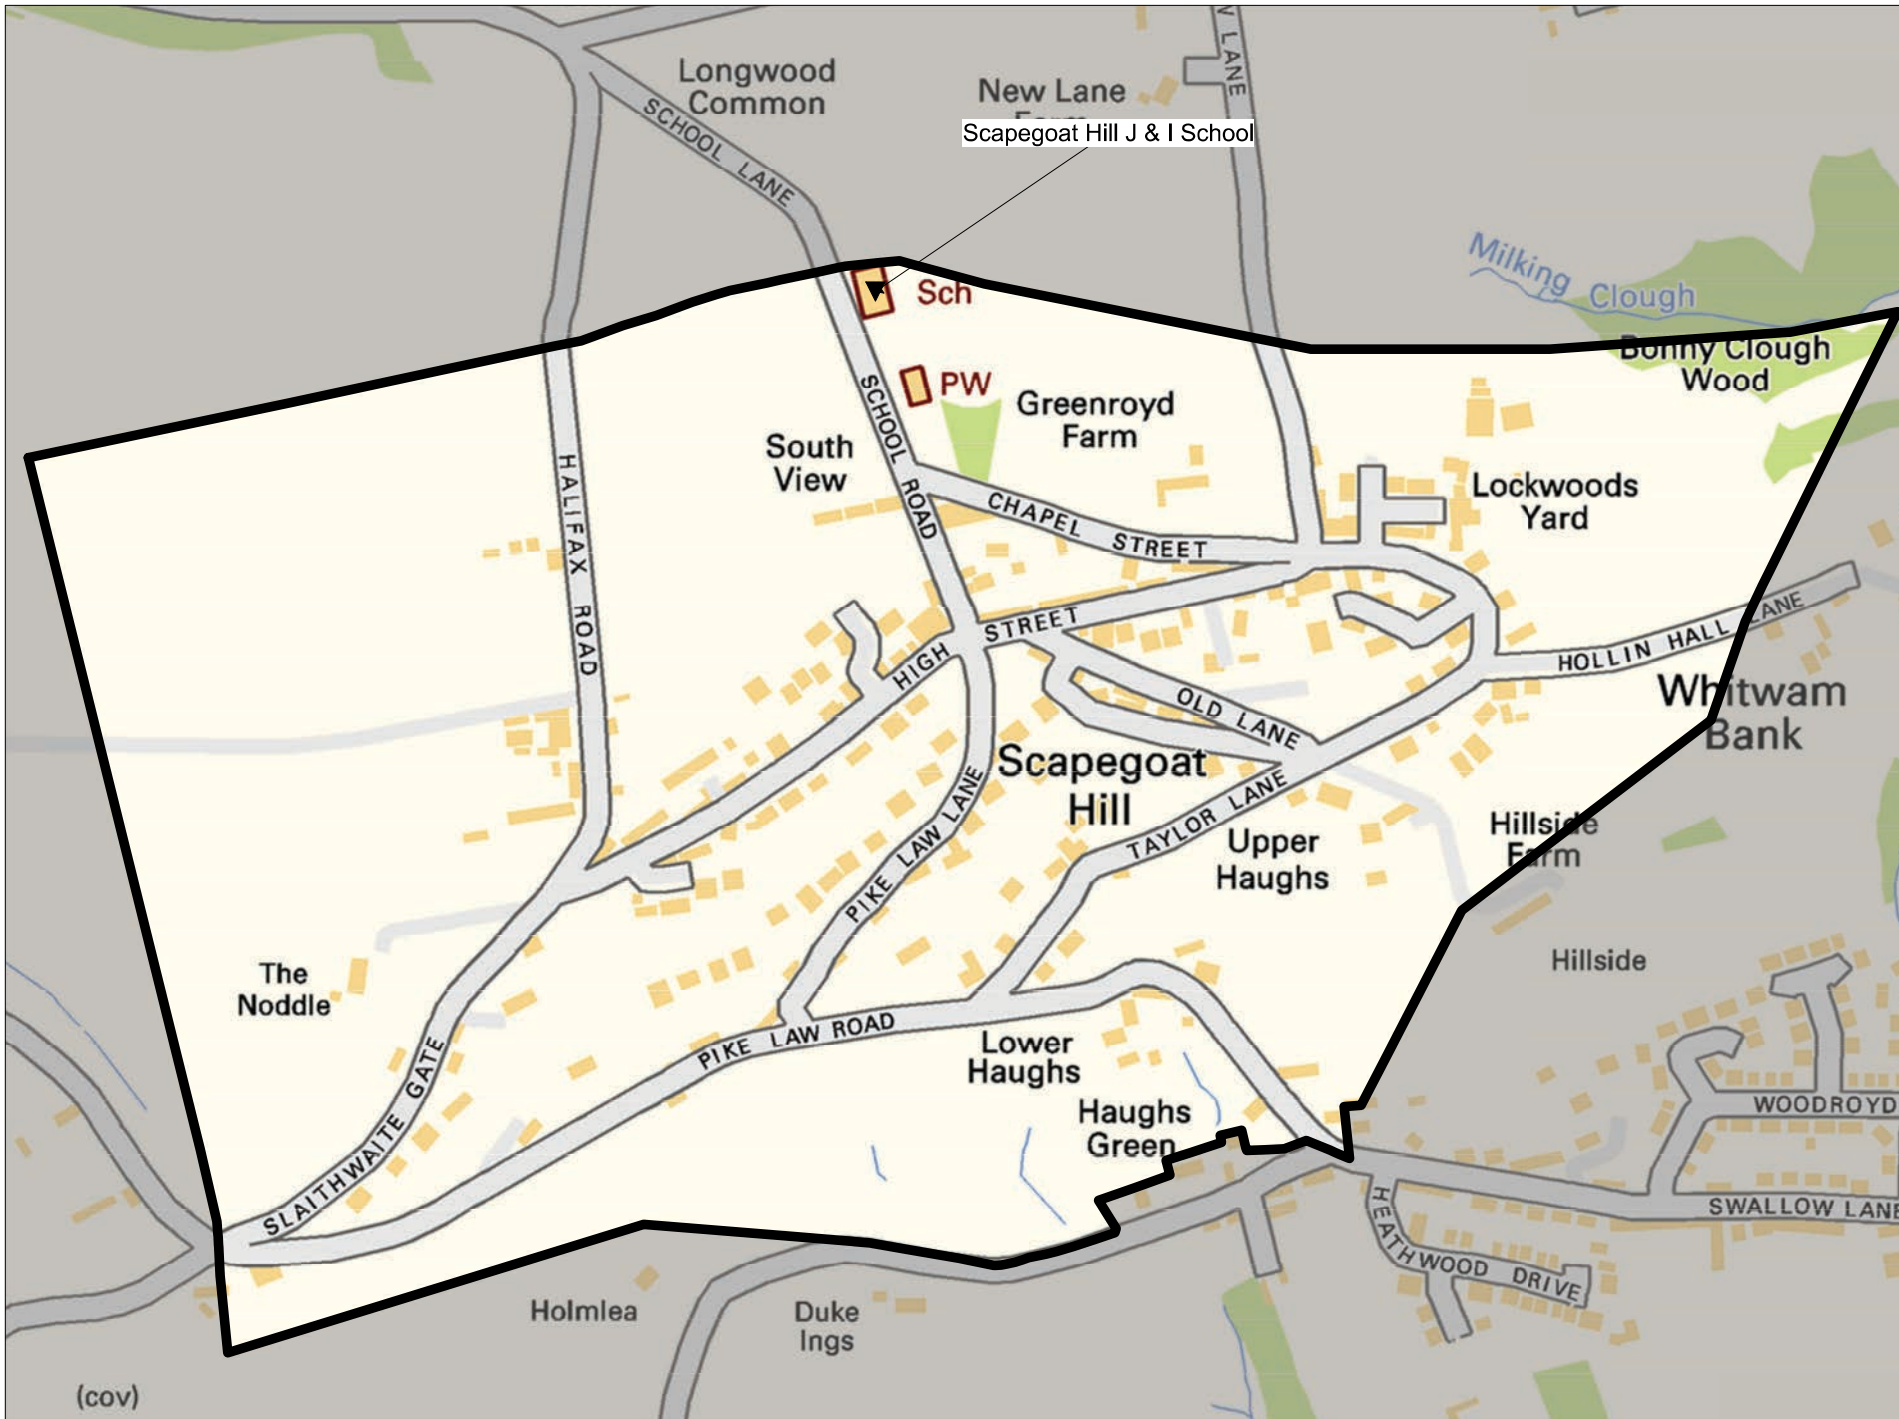 Longwood
Common
New Lane
W LANE
SCHOOL LANE
Scapegoat Hill J & I School
Milking Clough
Sch
Bonny Clough
Wood
PW
Greenroyd
Farm
SCHOOL ROAD
South
View
HALIFAX ROAD
Lockwoods
Yard
CHAPEL STREET
HIGH STREET
HOLLIN HALL LANE
Whitwam
Bank
OLD LANE
Scapegoat
Hill
PIKE LAW LANE
TAYLOR LANE
Upper
Haughs
Hillside
Farm
Hillside
The
Noddle
PIKE LAW ROAD
Lower
Haughs
SLAITHWAITE GATE
Haughs
Green
WOODROYD
SWALLOW LANE
HEATHWOOD DRIVE
Holmlea
Duke
Ings
(cov)